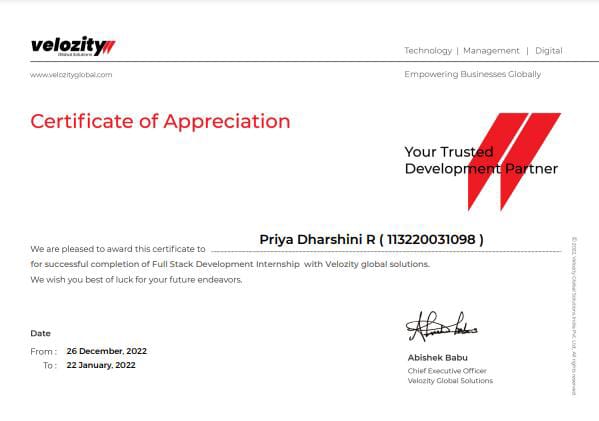 velozity
Global Solutions
Technology | Management | Digital
www.velozityglobal.com
Empowering Businesses Globally
Certificate of Appreciation
Your Trusted
Development Partner
Priya Dharshini R ( 113220031098 )
We are pleased to award this certificate to
for successful completion of Full Stack Development Internship with Velozity global solutions.
We wish you best of luck for your future endeavors.
Date
From : 26 December, 2022
To : 22 January, 2022
Abishek Babu
Chief Executive Officer
Velozity Global Solutions
© 2022, Velozity Global Solutions India Pvt. Ltd., All rights reserved